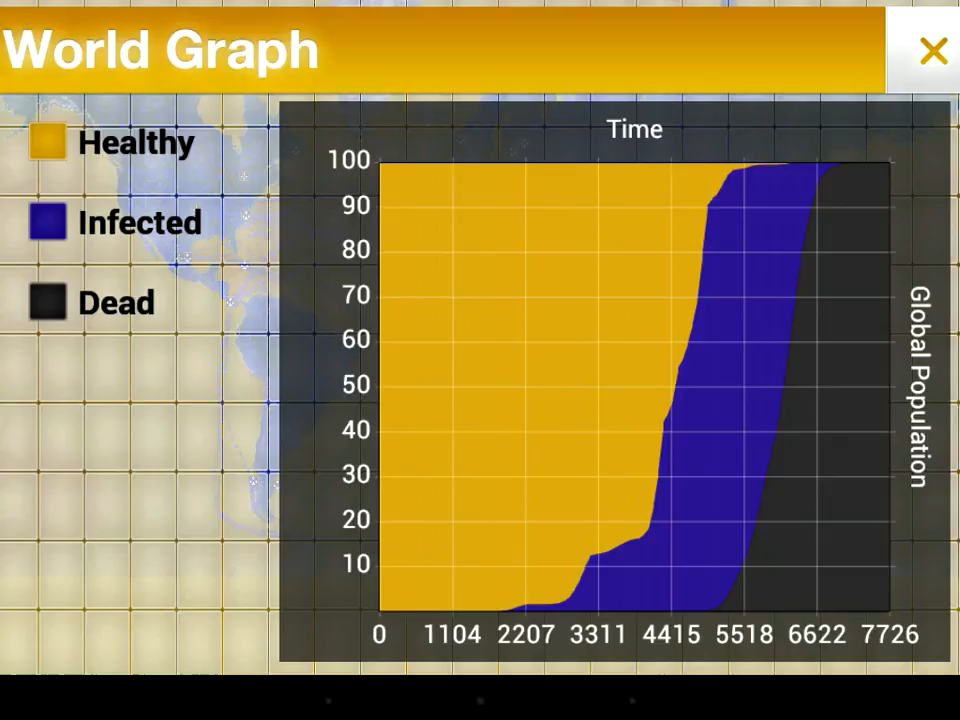 World Graph
Healthy
Infected
Dead
Time
100
90
80
70
60
50
40
30
20
10
0 1104 2207 3311 4415 5518 6622 7726
Global Population